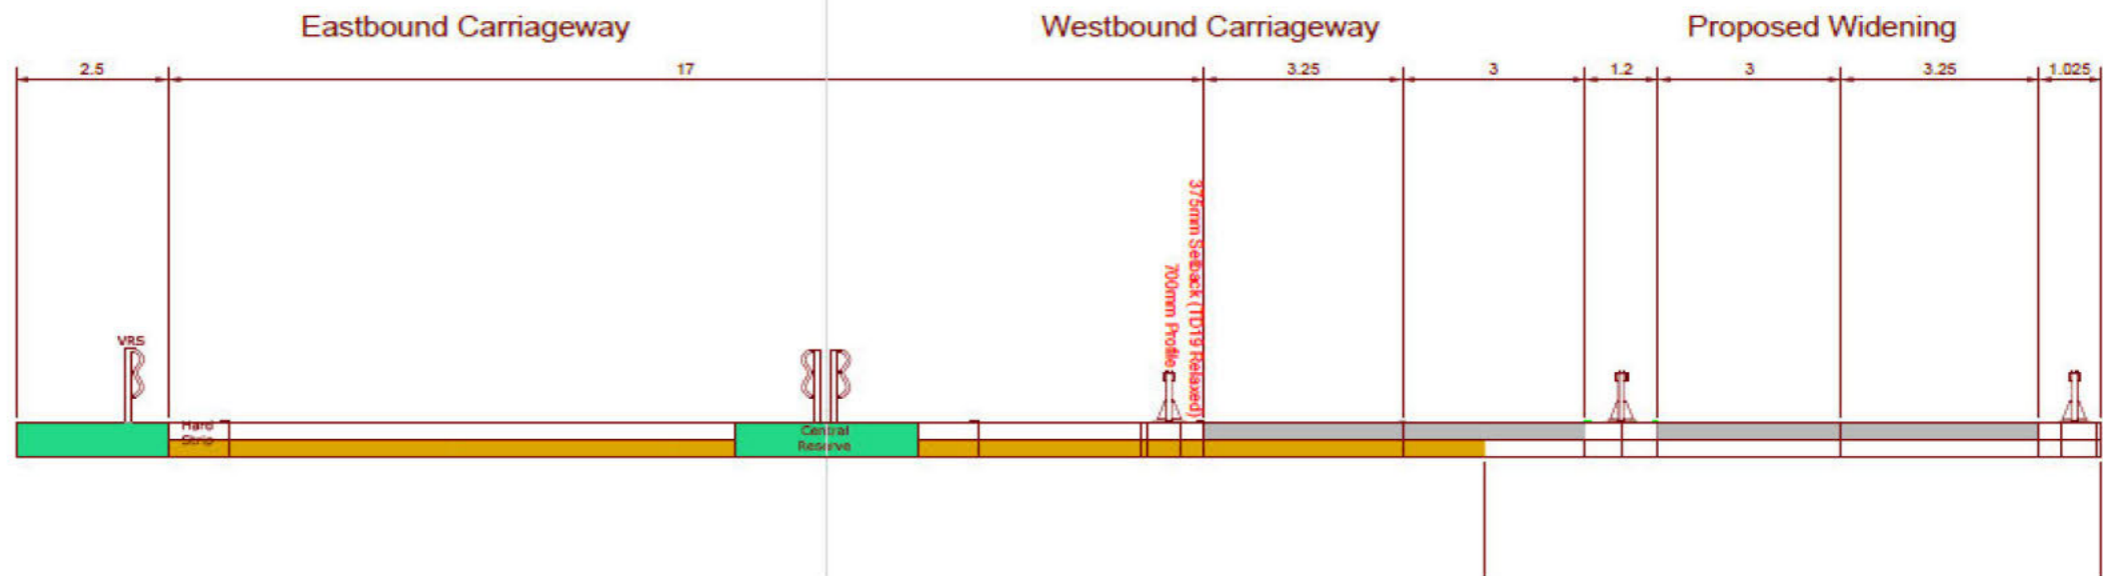 Eastbound Carriageway
Westbound Carriageway
Proposed Widening
2.5
17
3.25
3
1.2
3
3.25
1.025
375mm Setback (TD19 Relaxed)
700mm Profile
VRS
Hard
Strip
Central
Reserve